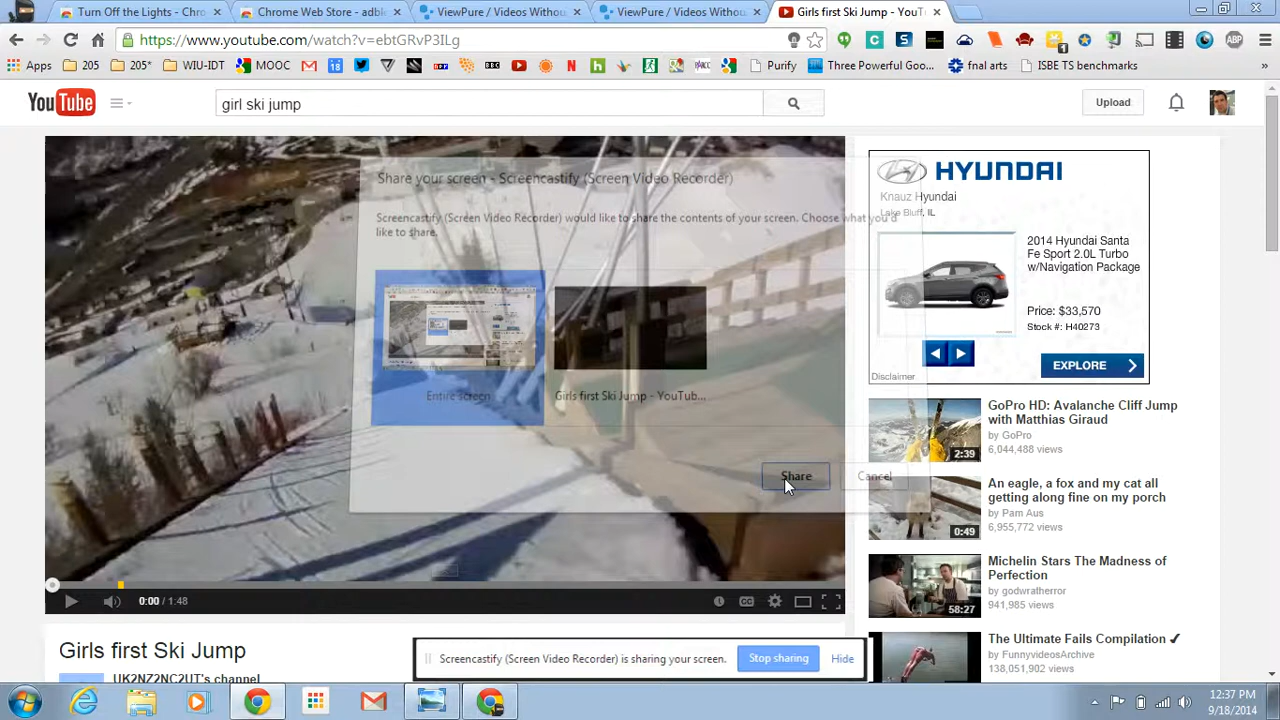 Turn Off the Lights - Chro
Chrome Web Store - adble
ViewPure / Videos Withou
ViewPure / Videos Withou
Girls first Ski Jump - YouT
https://www.youtube.com/watch?v=ebtGRvP3ILg
Apps
205
205*
WIU-IDT
MOOC
Purchase
Three Powerful Goo...
fnal arts
ISBE TS benchmarks
YouTube
girl ski jump
Upload
Share your screen - Screencastify (Screen Video Recorder)
Screencastify (Screen Video Recorder) would like to share the contents of your screen. Choose what you'd
like to share.
Entire screen
Girls first Ski Jump - YouTub...
Share
Cancel
HYUNDAI
Knauz Hyundai
Lake Bluff, IL
2014 Hyundai Santa
Fe Sport 2.0L Turbo
w/Navigation Package
Price: $33,570
Stock #: H40273
Disclaimer
EXPLORE
GoPro HD: Avalanche Cliff Jump
with Matthias Giraud
by GoPro
6,044,488 views
2:39
An eagle, a fox and my cat all
getting along fine on my porch
by Pam Aus
6,955,772 views
0:49
Michelin Stars The Madness of
Perfection
by godwratherror
941,985 views
58:27
The Ultimate Fails Compilation ✔
by FunnyvideosArchive
138,051,902 views
0:00 / 1:48
CC
Girls first Ski Jump
UK2NZ2NC2UT's channel
Screencastify (Screen Video Recorder) is sharing your screen.
Stop sharing
Hide
12:37 PM
9/18/2014